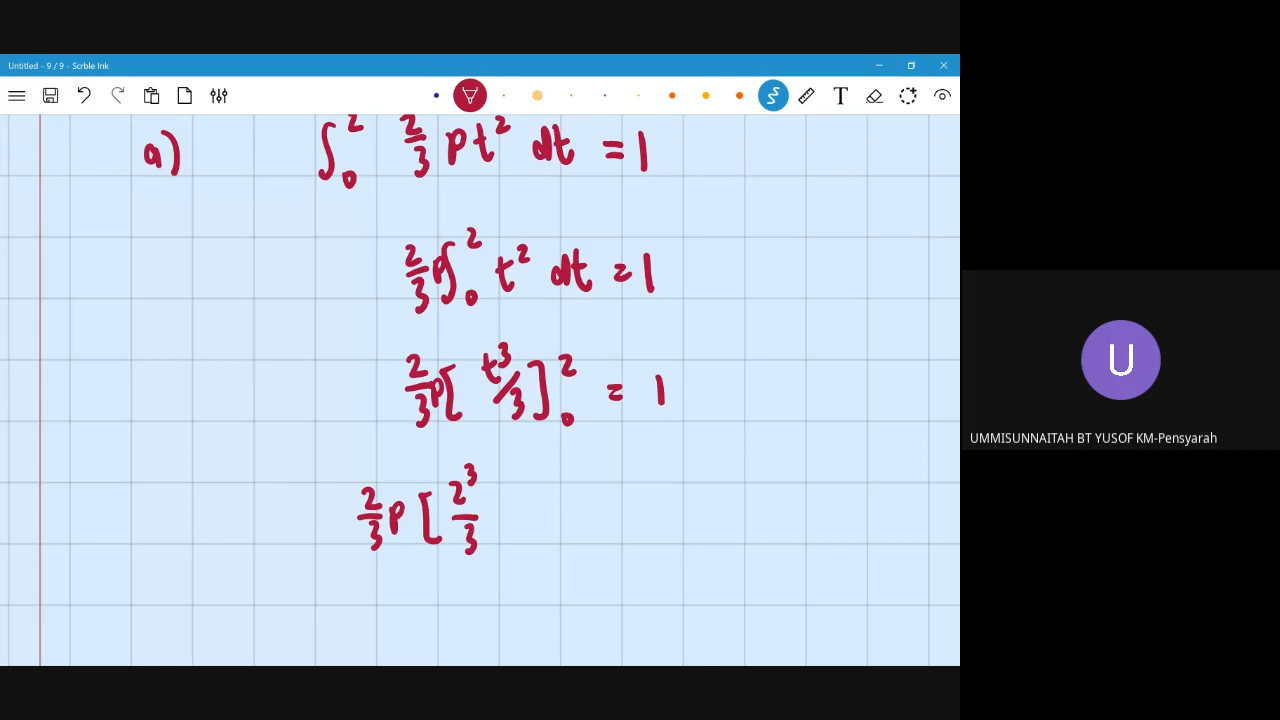 Untitled - 9 / 9 - Scrble Ink
T
a) ∫₀² 2/3 pt² dt = 1
2/3 p ∫₀² t² dt = 1
2/3 p [ t³/3 ]₀² = 1
2/3 p [ 2³/3
U
UMMISUNNAITAH BT YUSOF KM-Pensyarah